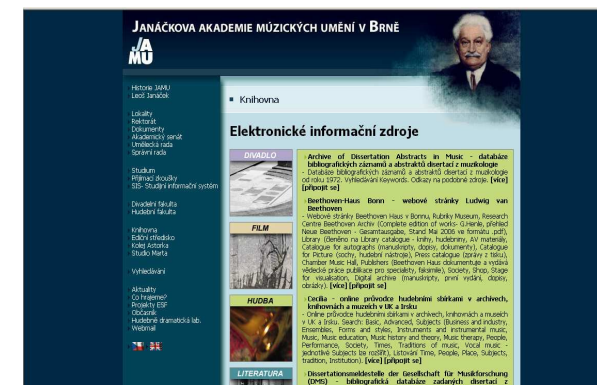 JANÁČKOVA AKADEMIE MÚZICKÝCH UMĚNÍ V BRNĚ
JA
MU
Historie JAMU
Leoš Janáček
Lokality
Rektorát
Dokumenty
Akademický senát
Umělecká rada
Správní rada
Studium
Přijímací zkoušky
SIS- Studijní informační systém
Divadelní fakulta
Hudební fakulta
Knihovna
Ediční středisko
Kolej Astorka
Studio Marta
Vyhledávání
Aktuality
Co hrajeme?
Projekty ESF
Občasník
Hudebně dramatická lab.
Webmail
Knihovna
Elektronické informační zdroje
DIVADLO
FILM
HUDBA
LITERATURA
Archive of Dissertation Abstracts in Music - databáze
bibliografických záznamů a abstraktů disertací z muzikologie
- Databáze bibliografických záznamů a abstraktů disertací z muzikologie
od roku 1972. Vyhledávání Keywords. Odkazy na podobné zdroje. [více]
[připojit se]
Beethoven-Haus Bonn - webové stránky Ludwig van
Beethoven
- Webové stránky Beethoven Haus v Bonnu, Rubriky Museum, Research
Centre Beethoven Archiv (Complete edition of works- G.Henle, přehled
Neue Beethoven - Gesamtausgabe, Stand Mai 2006 ve formátu .pdf),
Library (členěno na Library catalogue - knihy, hudebniny, AV materiály,
Catalogue for autographs (manuskripty, dopisy, dokumenty), Catalogue
for Picture (sochy, hudební nástroje), Press catalogue (zprávy z tisku),
Chamber Music Hall, Publishers (Beethoven Haus dokumentuje a vydává
vědecké práce publikace pro specialisty, faksimile), Society, Shop, Stage
for visualisation, Digital archive (manuskripty, první vydání, dopisy,
obrázky). [více] [připojit se]
Cecilia - online průvodce hudebními sbírkami v archivech,
knihovnách a muzeích v UK a Irsku
- Online průvodce hudebními sbírkami v archivech, knihovnách a muzeích
v UK a Irsku. Search: Basic, Advanced, Subjects (Business and industry,
Ensembles, Forms and styles, Instruments and instrumental music,
Music, Music education, Music history and theory, Music therapy, People,
Performance, Society, Times, Traditions of music, Vocal music -
jednotlivé Subjects lze rozšířit), Listování Time, People, Place, Subjects,
tradition, Institution). [více] [připojit se]
Dissertationsmeldestelle der Gesellschaft für Musikforschung
(DMS) - bibliografická databáze zadaných disertací z